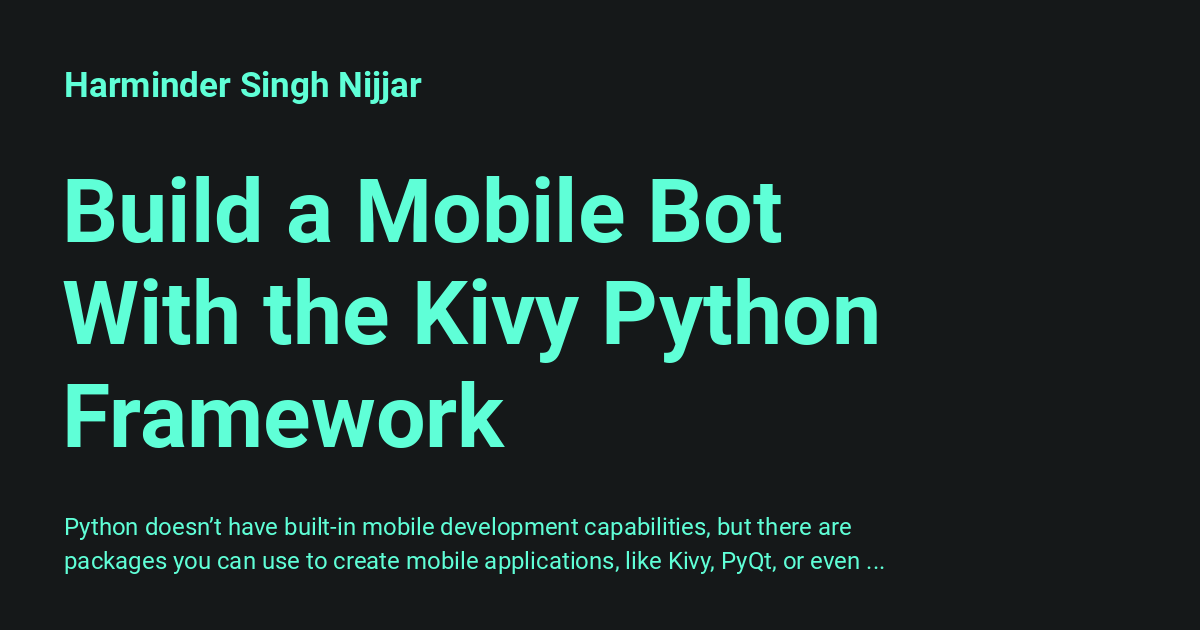 Harminder Singh Nijjar
Build a Mobile Bot
With the Kivy Python
Framework
Python doesn’t have built-in mobile development capabilities, but there are
packages you can use to create mobile applications, like Kivy, PyQt, or even ...